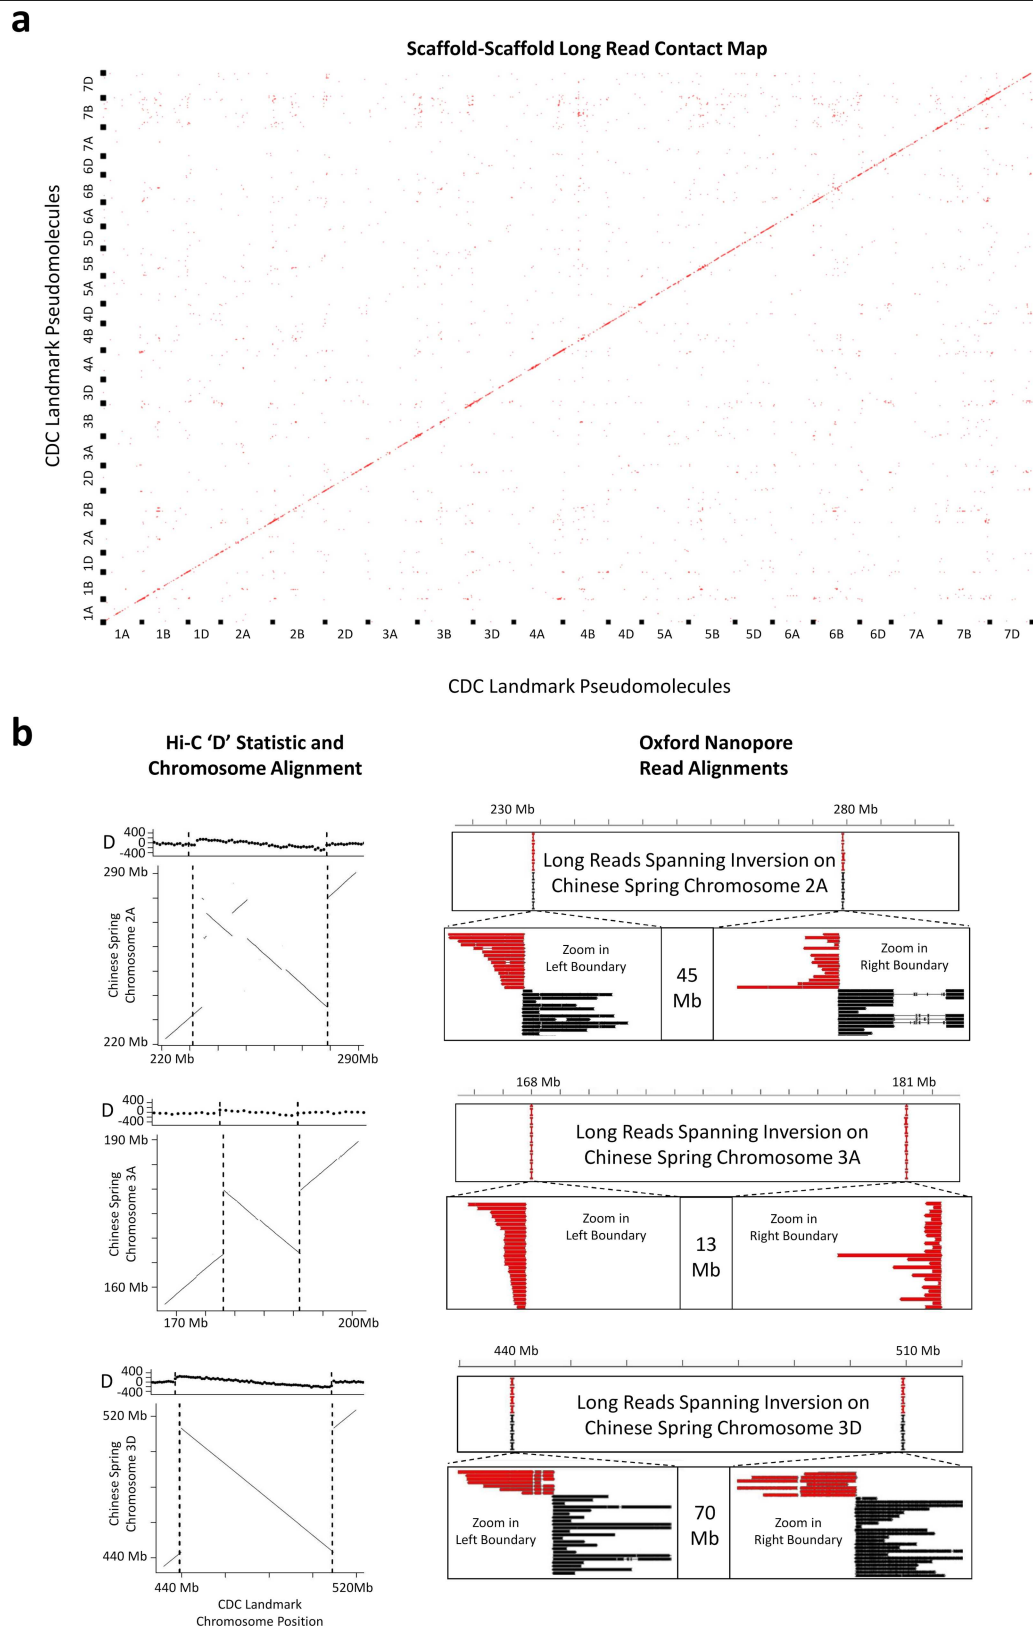 a
Scaffold-Scaffold Long Read Contact Map
CDC Landmark Pseudomolecules
7D
7B
7A
6D
6B
6A
5D
5B
5A
4D
4B
4A
3D
3B
3A
2D
2B
2A
1D
1B
1A
1A 1B 1D 2A 2B 2D 3A 3B 3D 4A 4B 4D 5A 5B 5D 6A 6B 6D 7A 7B 7D
CDC Landmark Pseudomolecules
b
Hi-C ‘D’ Statistic and
Chromosome Alignment
Oxford Nanopore
Read Alignments
D
400
0
-400
290 Mb
Chinese Spring
Chromosome 2A
220 Mb
220 Mb 290Mb
230 Mb 280 Mb
Long Reads Spanning Inversion on
Chinese Spring Chromosome 2A
Zoom in
Left Boundary
45
Mb
Zoom in
Right Boundary
D
400
0
-400
190 Mb
Chinese Spring
Chromosome 3A
160 Mb
170 Mb 200Mb
168 Mb 181 Mb
Long Reads Spanning Inversion on
Chinese Spring Chromosome 3A
Zoom in
Left Boundary
13
Mb
Zoom in
Right Boundary
D
400
0
-400
520 Mb
Chinese Spring
Chromosome 3D
440 Mb
440 Mb 520Mb
CDC Landmark
Chromosome Position
440 Mb 510 Mb
Long Reads Spanning Inversion on
Chinese Spring Chromosome 3D
Zoom in
Left Boundary
70
Mb
Zoom in
Right Boundary